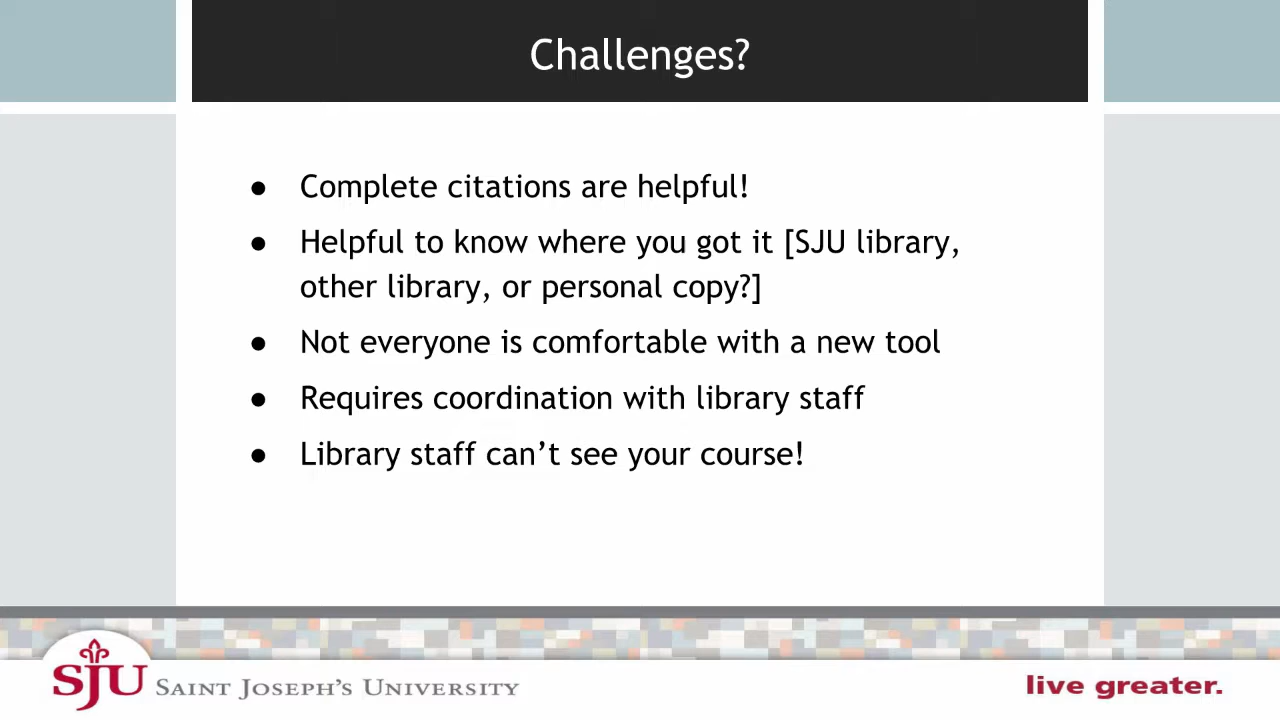 Challenges?
● Complete citations are helpful!
● Helpful to know where you got it [SJU library,
other library, or personal copy?]
● Not everyone is comfortable with a new tool
● Requires coordination with library staff
● Library staff can’t see your course!
SJU SAINT JOSEPH'S UNIVERSITY
live greater.